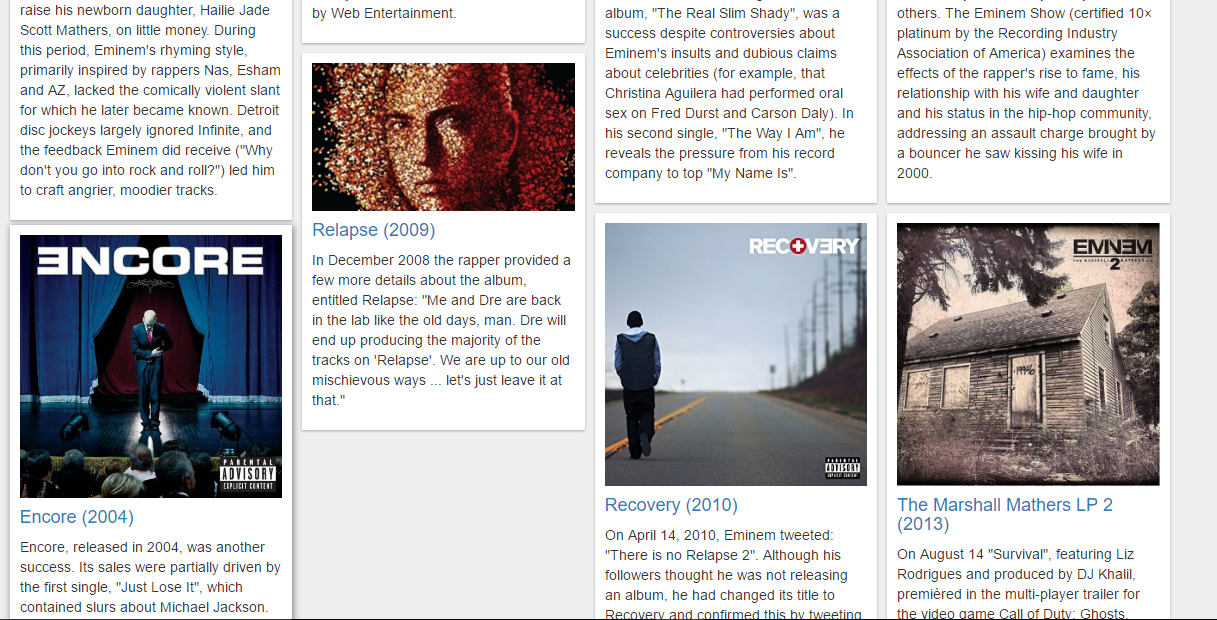 raise his newborn daughter, Hailie Jade
Scott Mathers, on little money. During
this period, Eminem's rhyming style,
primarily inspired by rappers Nas, Esham
and AZ, lacked the comically violent slant
for which he later became known. Detroit
disc jockeys largely ignored Infinite, and
the feedback Eminem did receive ("Why
don't you go into rock and roll?") led him
to craft angrier, moodier tracks.
ENCORE
PARENTAL
ADVISORY
EXPLICIT CONTENT
Encore (2004)
Encore, released in 2004, was another
success. Its sales were partially driven by
the first single, "Just Lose It", which
contained slurs about Michael Jackson.
by Web Entertainment.
Relapse (2009)
In December 2008 the rapper provided a
few more details about the album,
entitled Relapse: "Me and Dre are back
in the lab like the old days, man. Dre will
end up producing the majority of the
tracks on 'Relapse'. We are up to our old
mischievous ways ... let's just leave it at
that."
album, "The Real Slim Shady", was a
success despite controversies about
Eminem's insults and dubious claims
about celebrities (for example, that
Christina Aguilera had performed oral
sex on Fred Durst and Carson Daly). In
his second single, "The Way I Am", he
reveals the pressure from his record
company to top "My Name Is".
RECOVERY
PARENTAL
ADVISORY
EXPLICIT CONTENT
Recovery (2010)
On April 14, 2010, Eminem tweeted:
"There is no Relapse 2". Although his
followers thought he was not releasing
an album, he had changed its title to
Recovery and confirmed this by tweeting
others. The Eminem Show (certified 10×
platinum by the Recording Industry
Association of America) examines the
effects of the rapper's rise to fame, his
relationship with his wife and daughter
and his status in the hip-hop community,
addressing an assault charge brought by
a bouncer he saw kissing his wife in
2000.
EMINEM
THE MARSHALL MATHERS LP
2
1946
The Marshall Mathers LP 2
(2013)
On August 14 "Survival", featuring Liz
Rodrigues and produced by DJ Khalil,
premièred in the multi-player trailer for
the video game Call of Duty: Ghosts.